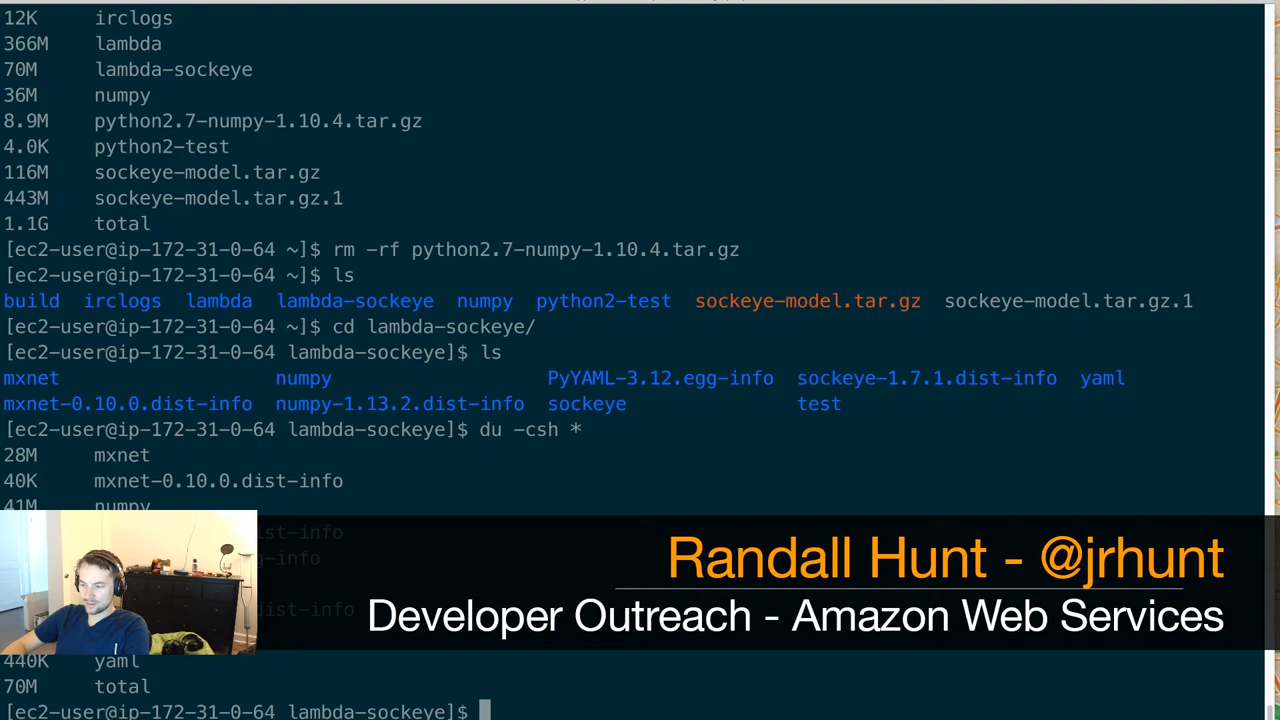 12K irclogs
366M lambda
70M lambda-sockeye
36M numpy
8.9M python2.7-numpy-1.10.4.tar.gz
4.0K python2-test
116M sockeye-model.tar.gz
443M sockeye-model.tar.gz.1
1.1G total
[ec2-user@ip-172-31-0-64 ~]$ rm -rf python2.7-numpy-1.10.4.tar.gz
[ec2-user@ip-172-31-0-64 ~]$ ls
build irclogs lambda lambda-sockeye numpy python2-test sockeye-model.tar.gz sockeye-model.tar.gz.1
[ec2-user@ip-172-31-0-64 ~]$ cd lambda-sockeye/
[ec2-user@ip-172-31-0-64 lambda-sockeye]$ ls
mxnet numpy PyYAML-3.12.egg-info sockeye-1.7.1.dist-info yaml
mxnet-0.10.0.dist-info numpy-1.13.2.dist-info sockeye test
[ec2-user@ip-172-31-0-64 lambda-sockeye]$ du -csh *
28M mxnet
40K mxnet-0.10.0.dist-info
41M numpy
ist-info
g-info
dist-info
Randall Hunt - @jrhunt
Developer Outreach - Amazon Web Services
440K yaml
70M total
[ec2-user@ip-172-31-0-64 lambda-sockeye]$